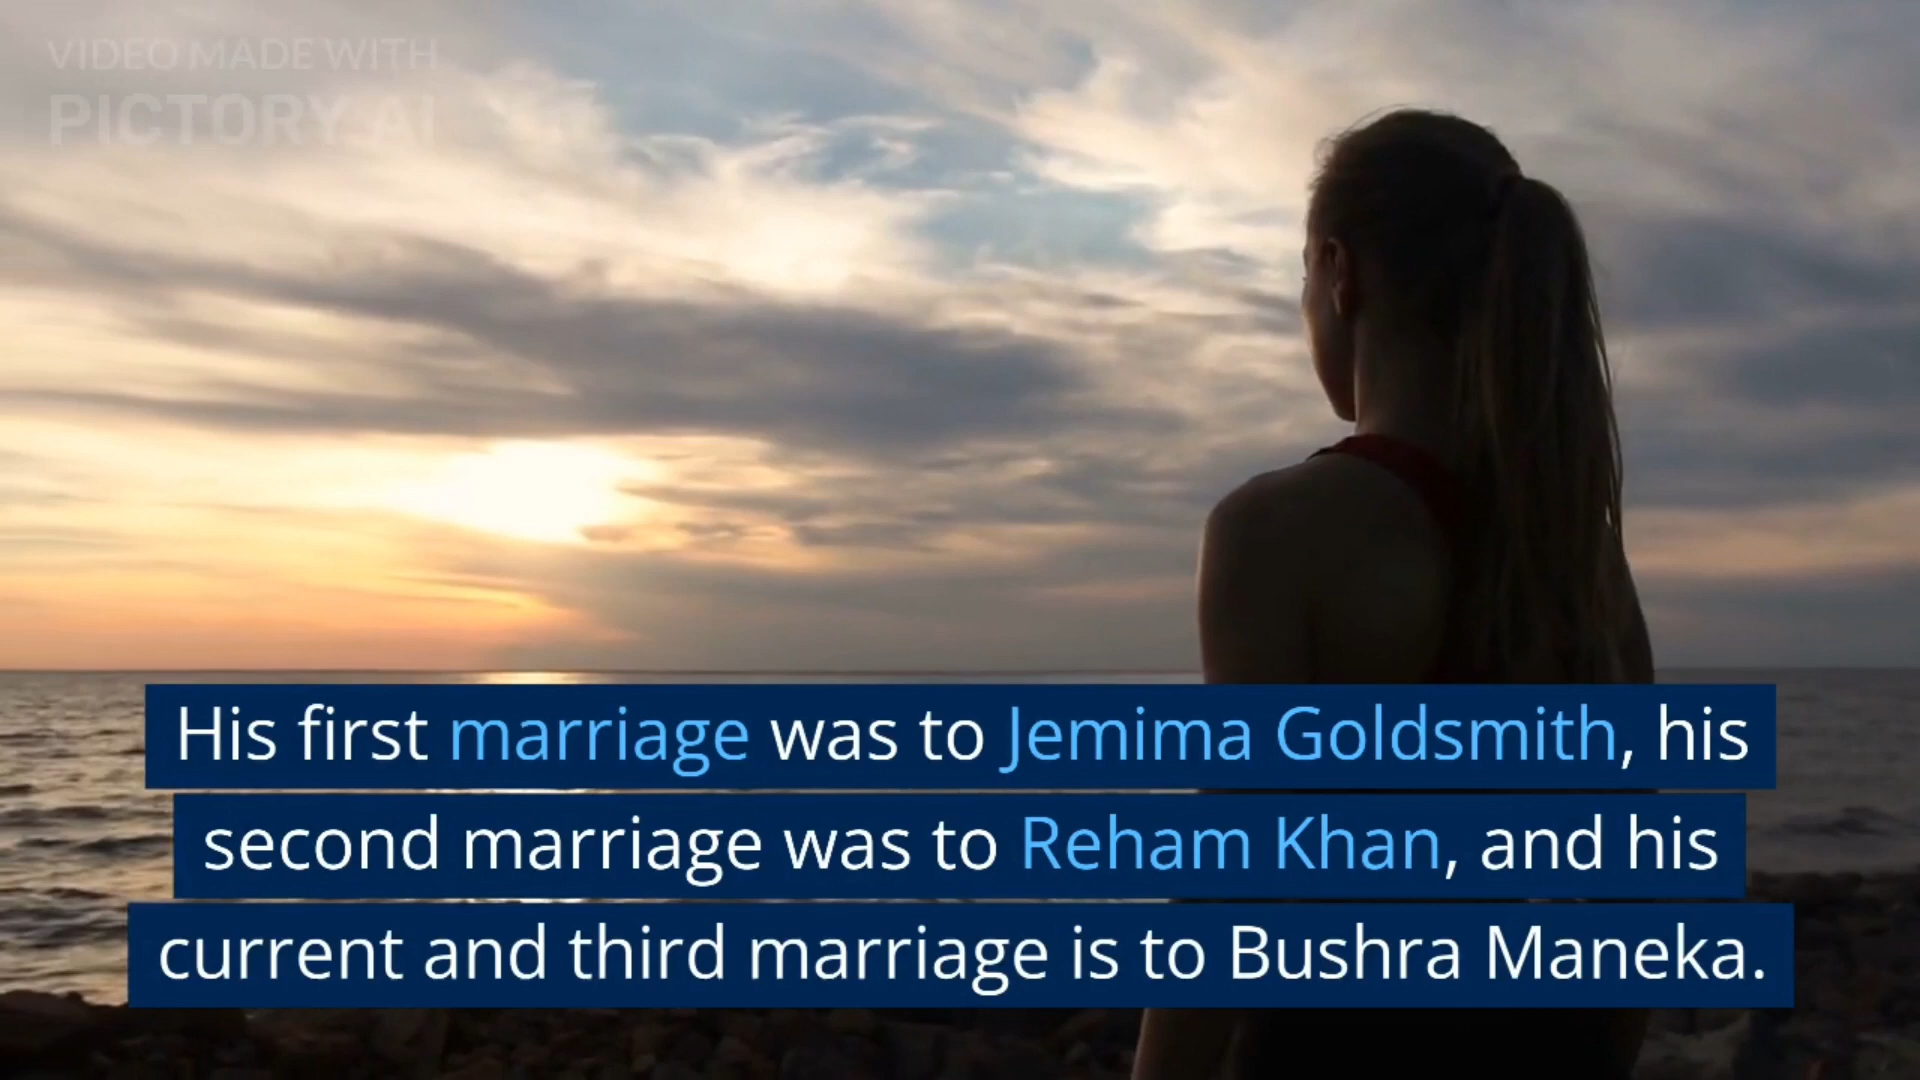 VIDEO MADE WITH
PICTORY.AI
His first marriage was to Jemima Goldsmith, his
second marriage was to Reham Khan, and his
current and third marriage is to Bushra Maneka.